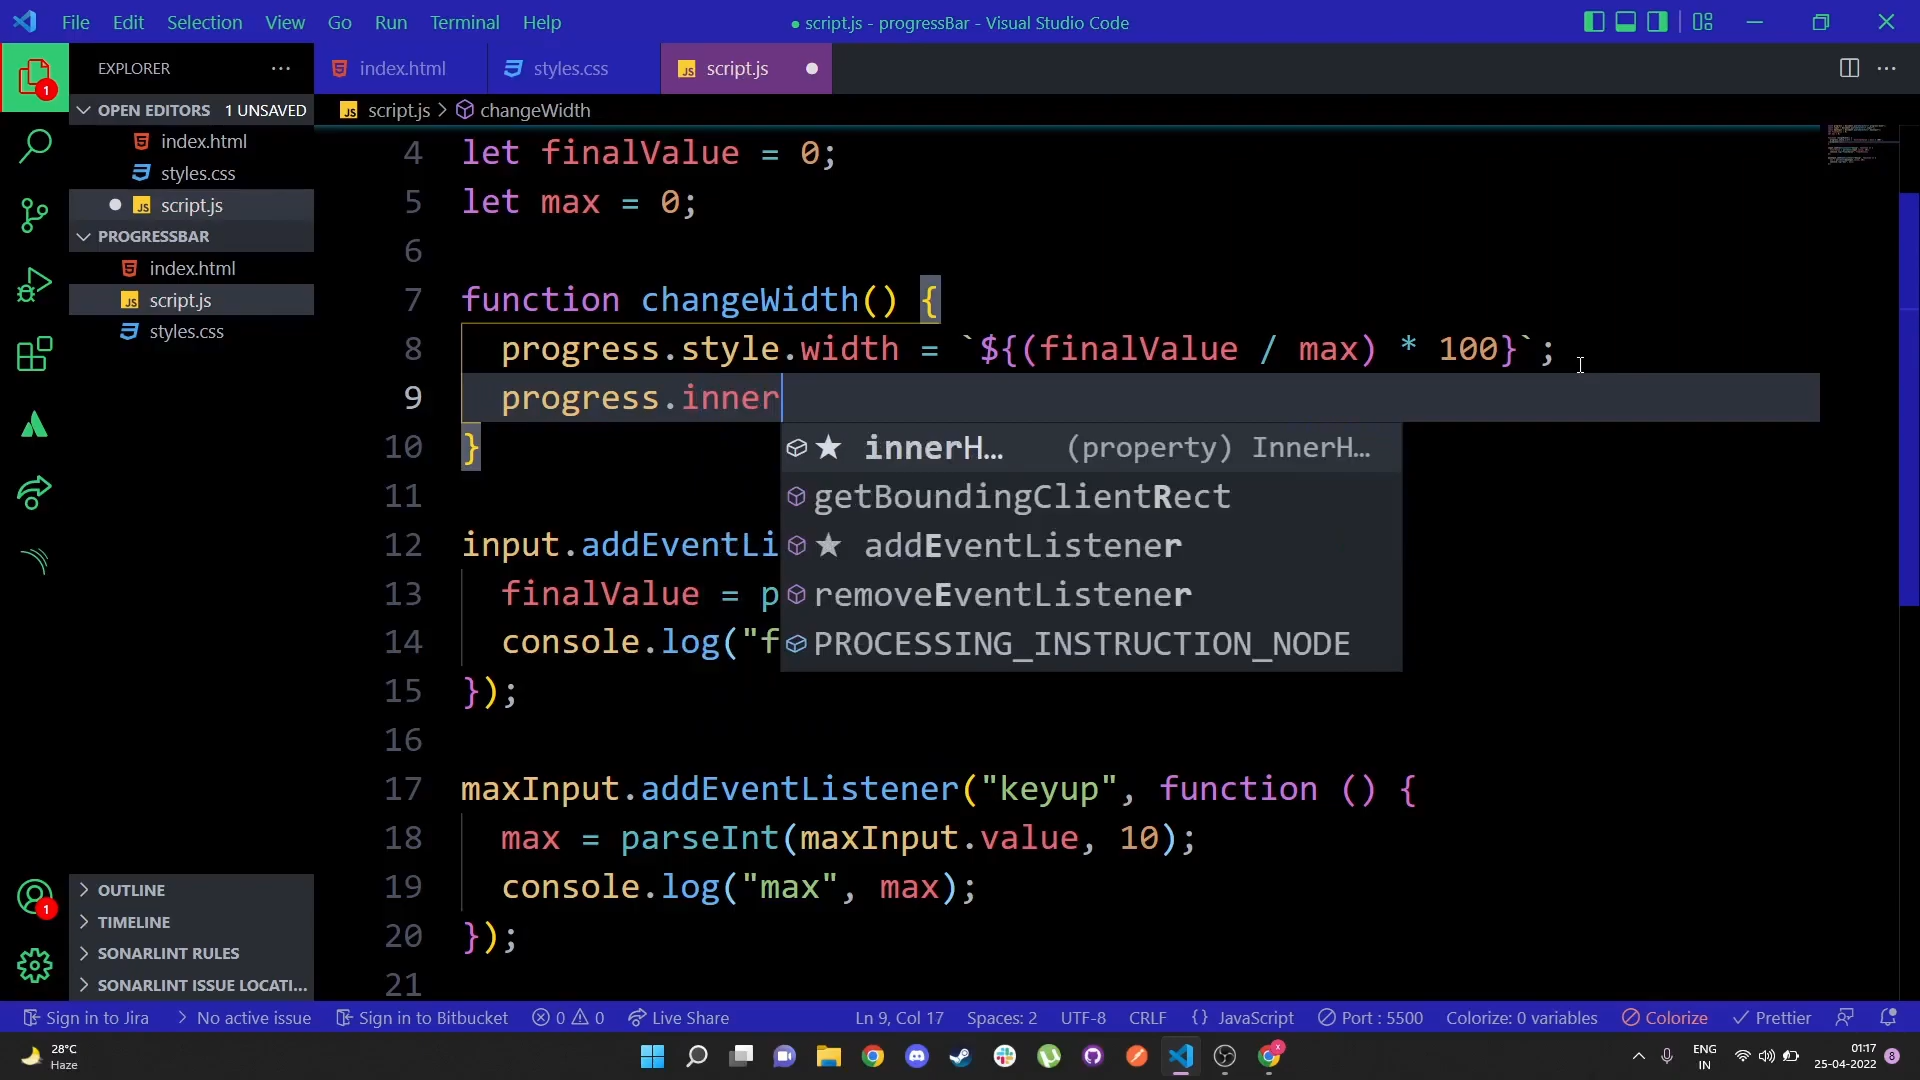 File Edit Selection View Go Run Terminal Help
● script.js - progressBar - Visual Studio Code
EXPLORER
index.html
styles.css
JS script.js
OPEN EDITORS 1 UNSAVED
index.html
styles.css
JS script.js
PROGRESSBAR
index.html
JS script.js
styles.css
JS script.js > changeWidth
4 let finalValue = 0;
5 let max = 0;
6
7 function changeWidth() {
8 progress.style.width = `${(finalValue / max) * 100}`;
9 progress.inner
10 }
11
12 input.addEventLi
13 finalValue = p
14 console.log("f
15 });
16
17 maxInput.addEventListener("keyup", function () {
18 max = parseInt(maxInput.value, 10);
19 console.log("max", max);
20 });
21
★ innerH... (property) InnerH...
getBoundingClientRect
★ addEventListener
removeEventListener
PROCESSING_INSTRUCTION_NODE
1
1
OUTLINE
TIMELINE
SONARLINT RULES
SONARLINT ISSUE LOCATI...
Sign in to Jira > No active issue Sign in to Bitbucket 0 0 Live Share Ln 9, Col 17 Spaces: 2 UTF-8 CRLF {} JavaScript Port : 5500 Colorize: 0 variables Colorize Prettier
28°C
Haze
ENG
IN
01:17
25-04-2022
8